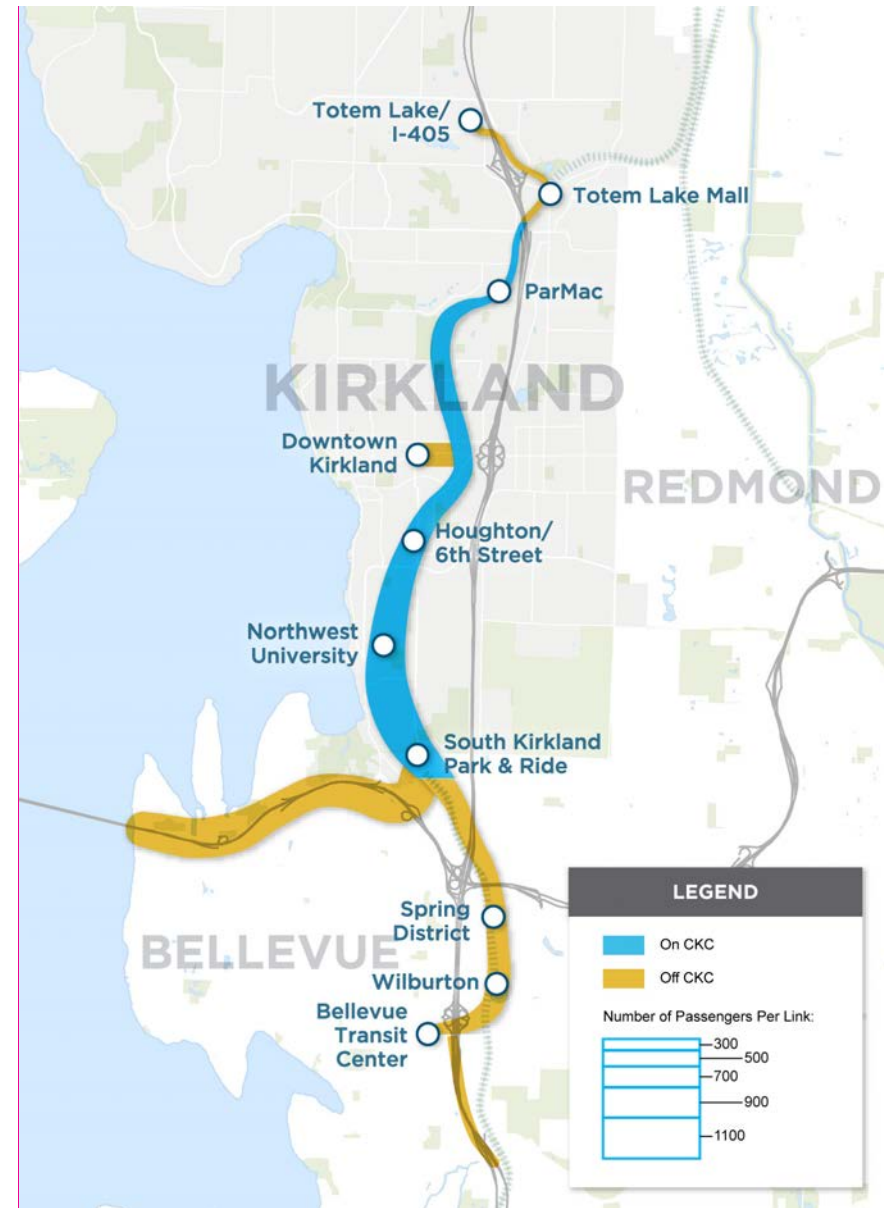 Totem Lake/
I-405
Totem Lake Mall
ParMac
KIRKLAND
Downtown
Kirkland
REDMOND
Houghton/
6th Street
Northwest
University
South Kirkland
Park & Ride
LEGEND
On CKC
Off CKC
Number of Passengers Per Link:
300
500
700
900
1100
Spring
District
BELLEVUE
Wilburton
Bellevue
Transit
Center